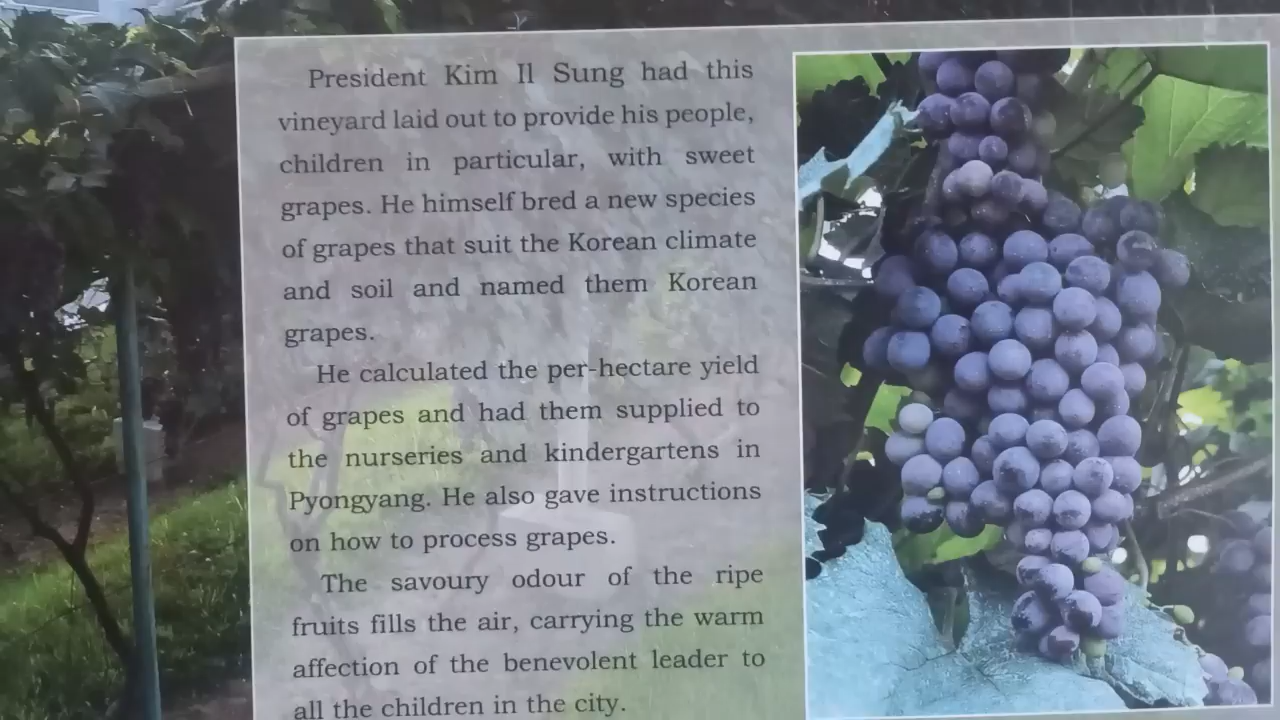 President Kim Il Sung had this
vineyard laid out to provide his people,
children in particular, with sweet
grapes. He himself bred a new species
of grapes that suit the Korean climate
and soil and named them Korean
grapes.
He calculated the per-hectare yield
of grapes and had them supplied to
the nurseries and kindergartens in
Pyongyang. He also gave instructions
on how to process grapes.
The savoury odour of the ripe
fruits fills the air, carrying the warm
affection of the benevolent leader to
all the children in the city.